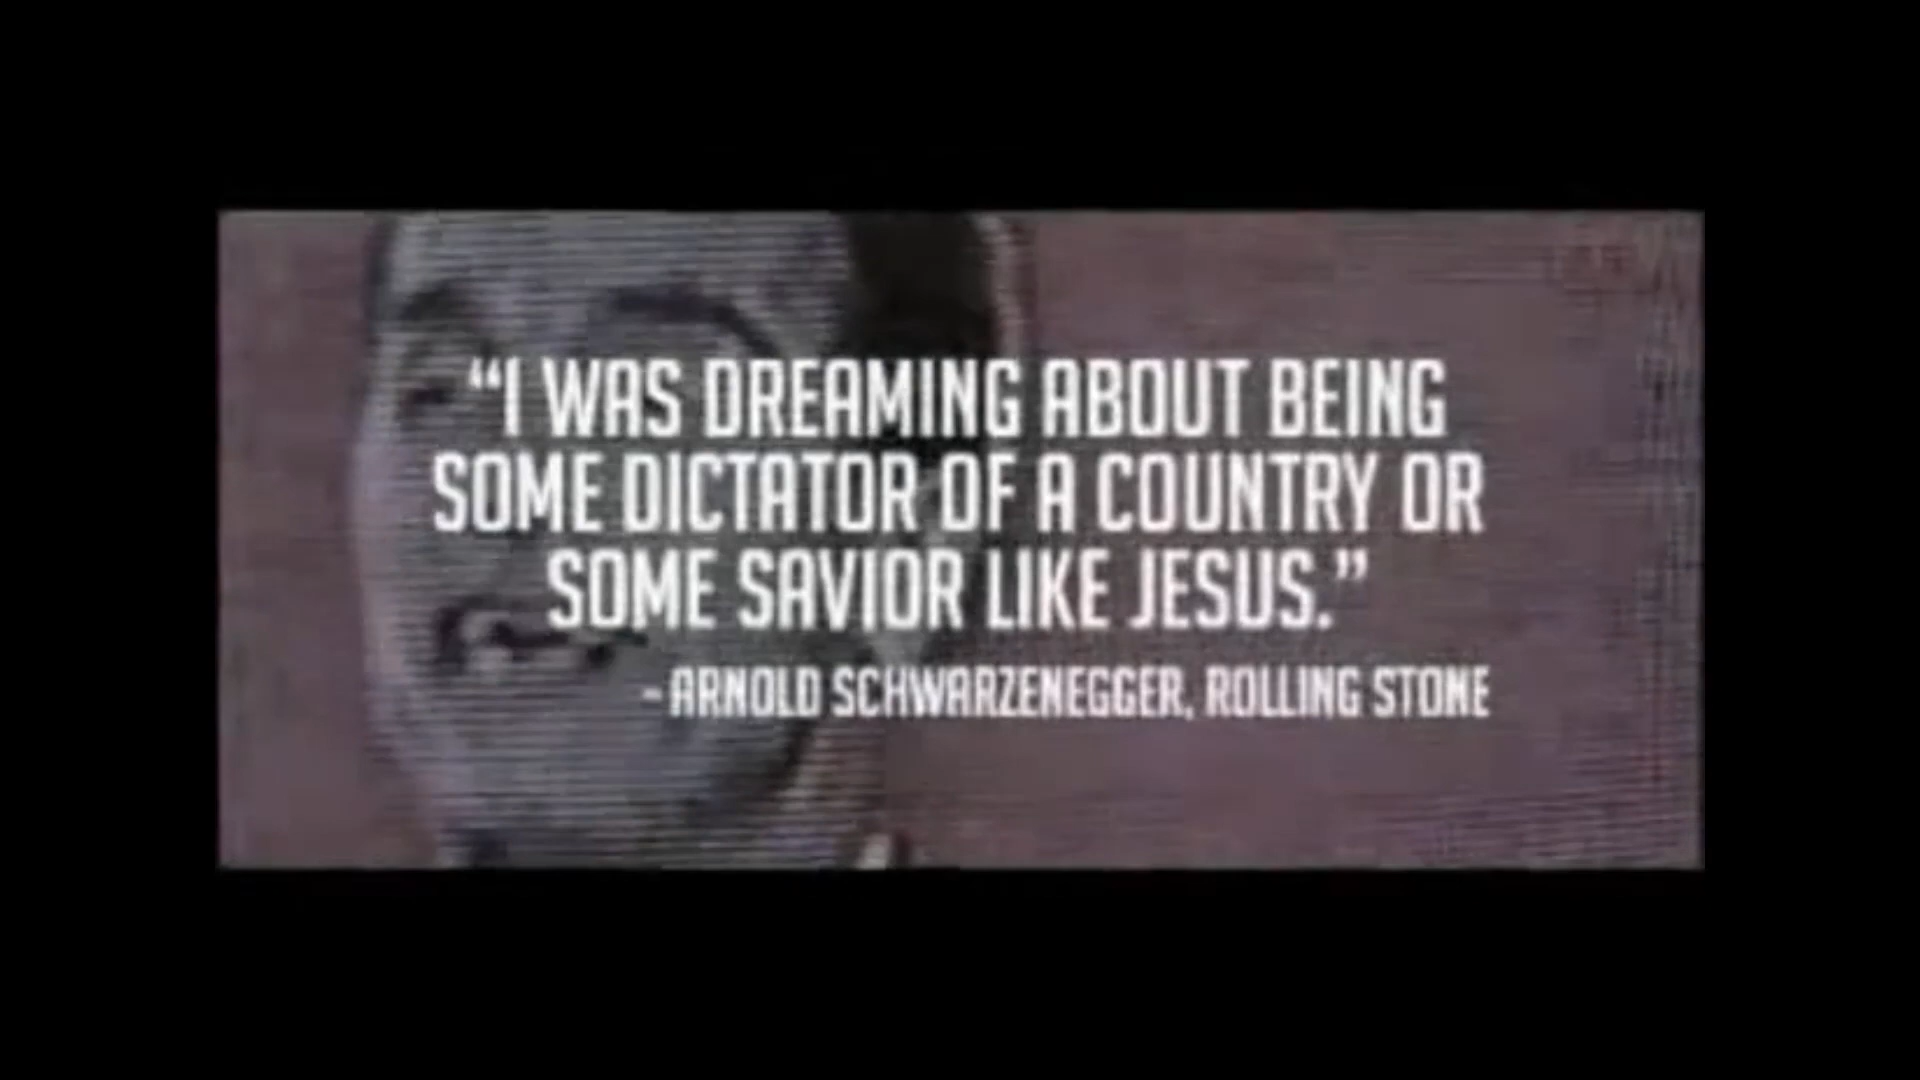 “I WAS DREAMING ABOUT BEING
SOME DICTATOR OF A COUNTRY OR
SOME SAVIOR LIKE JESUS.”
- ARNOLD SCHWARZENEGGER, ROLLING STONE